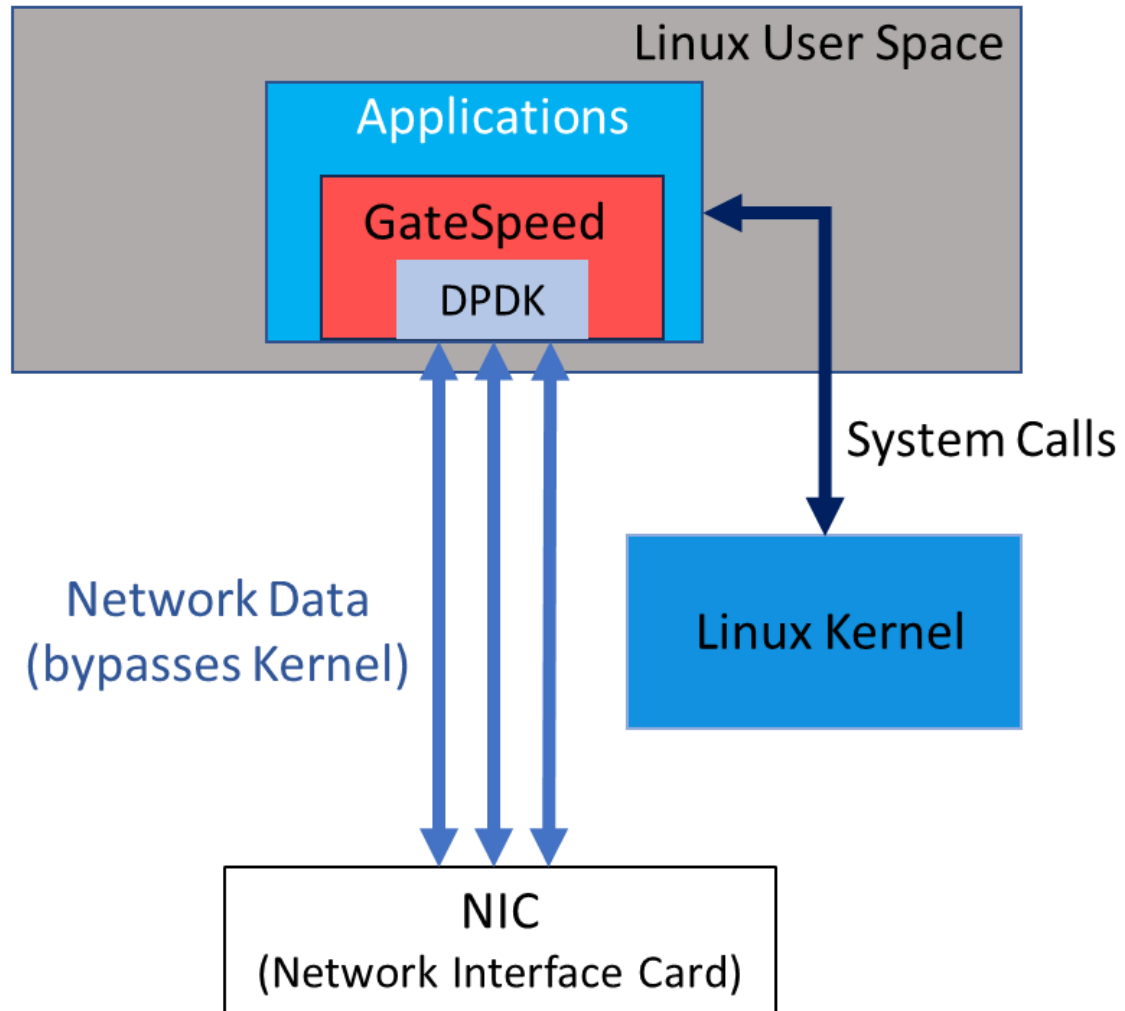 Linux User Space
Applications
GateSpeed
DPDK
System Calls
Network Data
(bypasses Kernel)
Linux Kernel
NIC
(Network Interface Card)